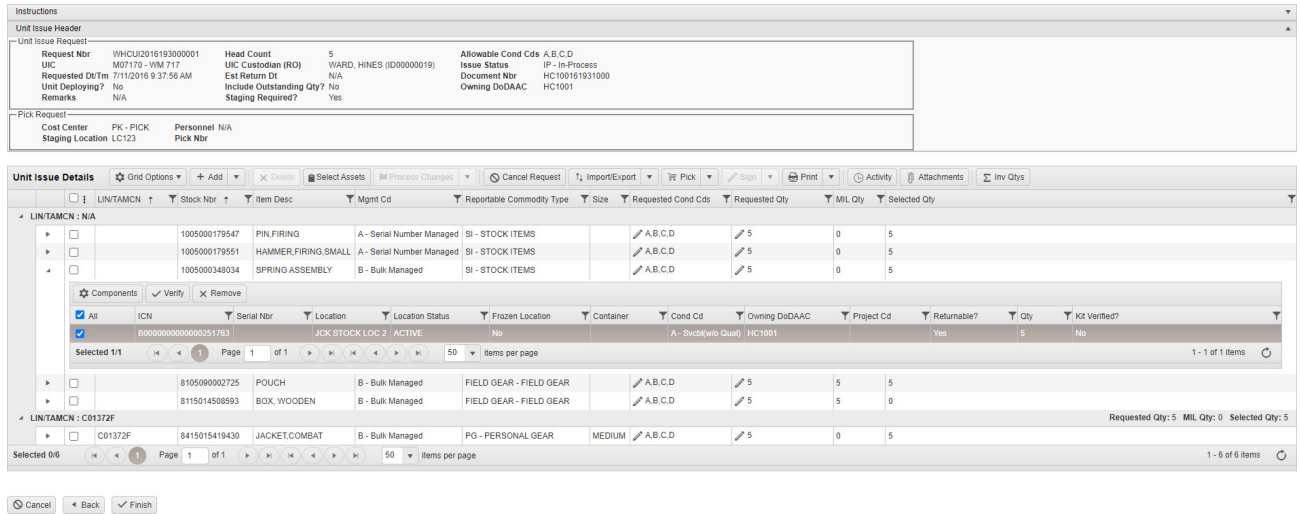 Instructions
Unit Issue Header
Unit Issue Request
Request Nbr WHCUI2016193000001 Head Count 5 Allowable Cond Cds A,B,C,D
UIC M07170 - WM 717 UIC Custodian (RO) WARD, HINES (ID00000019) Issue Status IP - In-Process
Requested Dt/Tm 7/11/2016 9:37:56 AM Est Return Dt N/A Document Nbr HC100161931000
Unit Deploying? No Include Outstanding Qty? No Owning DoDAAC HC1001
Remarks N/A Staging Required? Yes
Pick Request
Cost Center PK - PICK Personnel N/A
Staging Location LC123 Pick Nbr
Unit Issue Details Grid Options + Add Delete Select Assets Process Changes Cancel Request Import/Export Pick Sign Print Activity Attachments Σ Inv Qtys
LIN/TAMCN ↑ Stock Nbr ↑ Item Desc Mgmt Cd Reportable Commodity Type Size Requested Cond Cds Requested Qty MIL Qty Selected Qty
LIN/TAMCN : N/A
1005000179547 PIN,FIRING A - Serial Number Managed SI - STOCK ITEMS A,B,C,D 5 0 5
1005000179551 HAMMER,FIRING,SMALL A - Serial Number Managed SI - STOCK ITEMS A,B,C,D 5 0 5
1005000348034 SPRING ASSEMBLY B - Bulk Managed SI - STOCK ITEMS A,B,C,D 5 0 5
Components Verify Remove
All ICN Serial Nbr Location Location Status Frozen Location Container Cond Cd Owning DoDAAC Project Cd Returnable? Qty Kit Verified?
B0000000000000251763 JCK STOCK LOC 2 ACTIVE No A - Svcbl(w/o Qual) HC1001 Yes 5 No
Selected 1/1 1 Page 1 of 1 50 items per page 1 - 1 of 1 items
8105090002725 POUCH B - Bulk Managed FIELD GEAR - FIELD GEAR A,B,C,D 5 5 5
8115014508593 BOX, WOODEN B - Bulk Managed FIELD GEAR - FIELD GEAR A,B,C,D 5 5 0
LIN/TAMCN : C01372F Requested Qty: 5 MIL Qty: 0 Selected Qty: 5
C01372F 8415015419430 JACKET,COMBAT B - Bulk Managed PG - PERSONAL GEAR MEDIUM A,B,C,D 5 0 5
Selected 0/6 1 Page 1 of 1 50 items per page 1 - 6 of 6 items
Cancel Back Finish